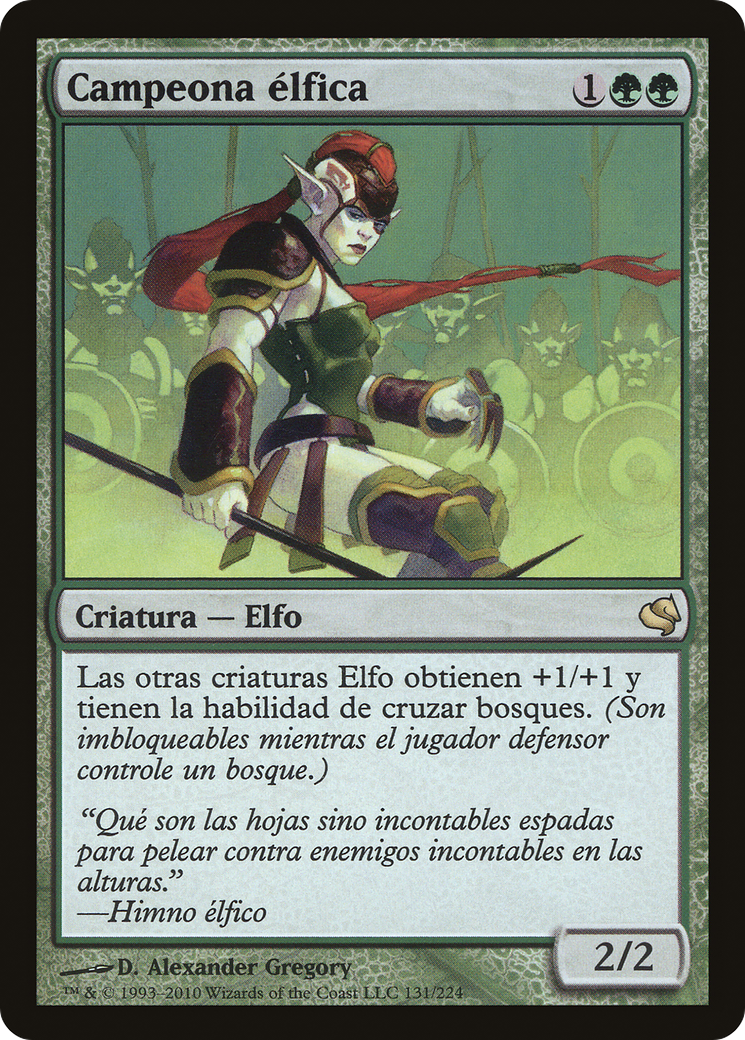 Campeona élfica
1
Criatura — Elfo
Las otras criaturas Elfo obtienen +1/+1 y
tienen la habilidad de cruzar bosques. (Son
imbloqueables mientras el jugador defensor
controle un bosque.)
“Qué son las hojas sino incontables espadas
para pelear contra enemigos incontables en las
alturas.”
—Himno élfico
2/2
D. Alexander Gregory
™ & © 1993–2010 Wizards of the Coast LLC 131/224